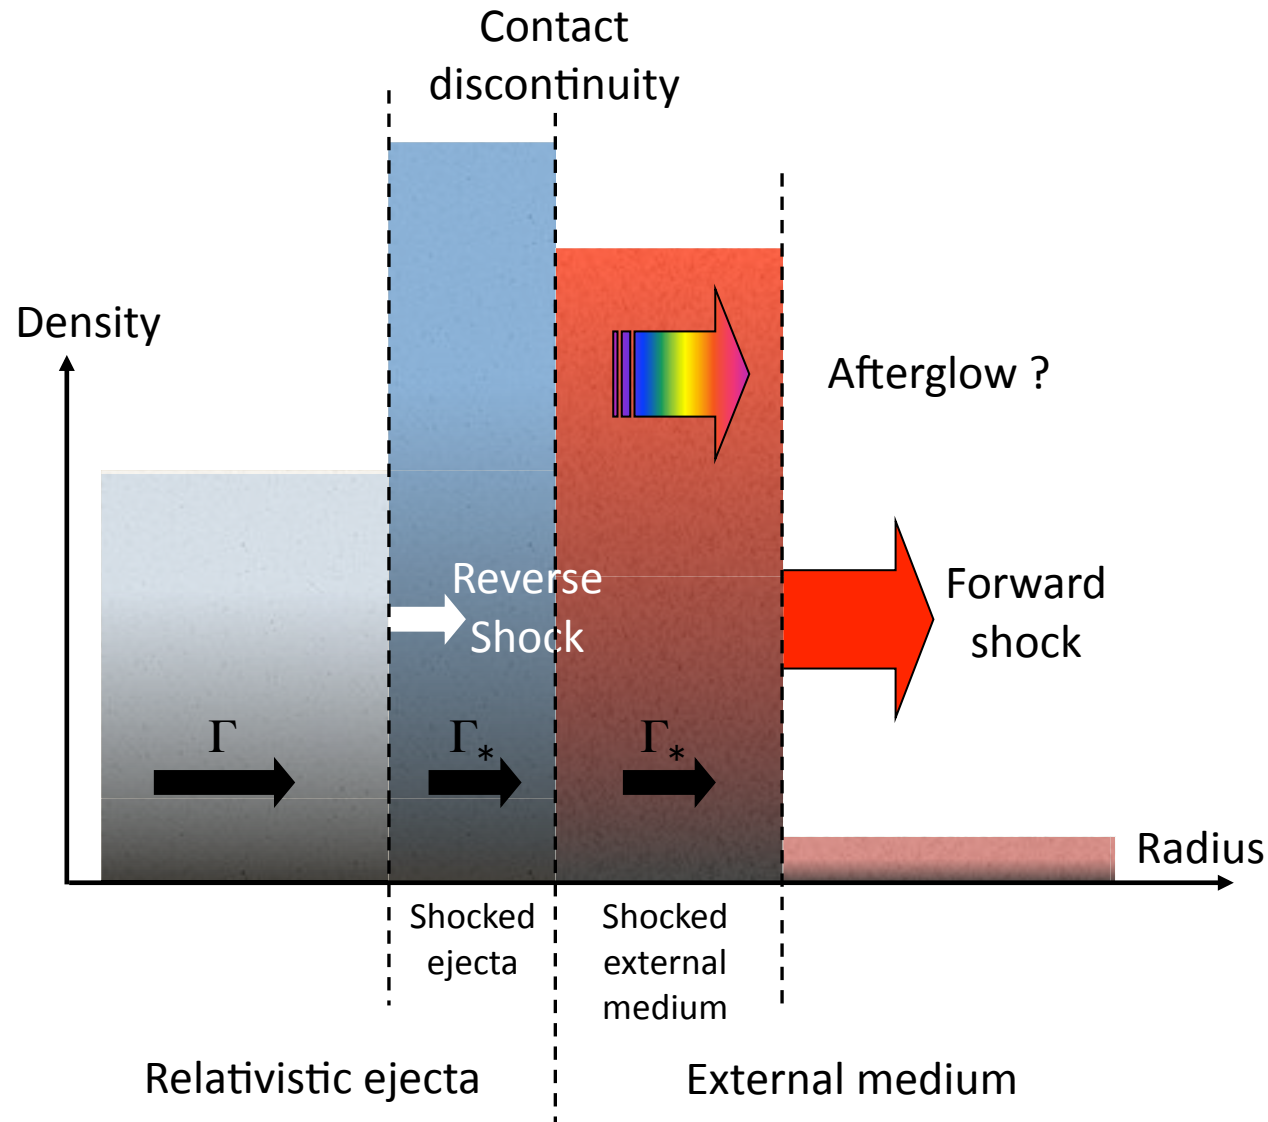 Contact
discontinuity
Density
Afterglow ?
Reverse
Shock
Forward
shock
Γ
Γ*
Γ*
Radius
Shocked
ejecta
Shocked
external
medium
Relativistic ejecta
External medium